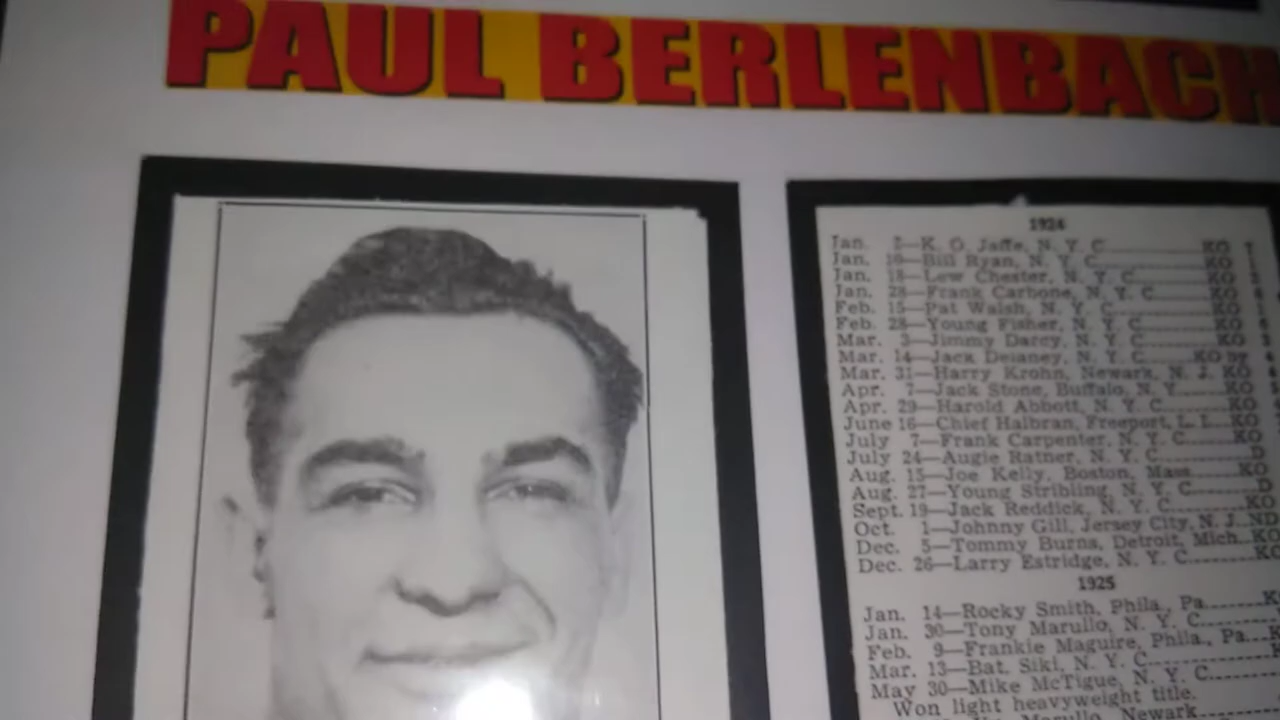 PAUL BERLENBACH
1924
Jan. K. O. Jaffe, N. Y. C. KO
Jan. 10—Bill Ryan, N. Y. C. KO
Jan. 18—Lew Chester, N. Y. C. KO
Jan. 28—Frank Carbone, N. Y. C. KO
Feb. 15—Pat Walsh, N. Y. C. KO
Feb. 28—Young Fisher, N. Y. C. KO
Mar. 3—Jimmy Darcy, N. Y. C. KO
Mar. 14—Jack Delaney, N. Y. C. KO by 4
Mar. 31—Harry Krohn, Newark, N. J. KO
Apr. 7—Jack Stone, Buffalo, N. Y. KO
Apr. 29—Harold Abbott, N. Y. C. KO
June 16—Chief Halbran, Freeport, L. I. KO
July 7—Frank Carpenter, N. Y. C. KO
July 24—Augie Ratner, N. Y. C. D
Aug. 15—Joe Kelly, Boston, Mass. KO
Aug. 27—Young Stribling, N. Y. C. D
Sept. 19—Jack Reddick, N. Y. C. KO
Oct. 1—Johnny Gill, Jersey City, N. J. ND
Dec. 5—Tommy Burns, Detroit, Mich. KO
Dec. 26—Larry Estridge, N. Y. C. KO
1925
Jan. 14—Rocky Smith, Phila., Pa. K
Jan. 30—Tony Marullo, N. Y. C.
Feb. 9—Frankie Maguire, Phila., Pa.
Mar. 13—Bat. Siki, N. Y. C.
May 30—Mike McTigue, N. Y. C.
Won light heavyweight title.
Marullo, Newark